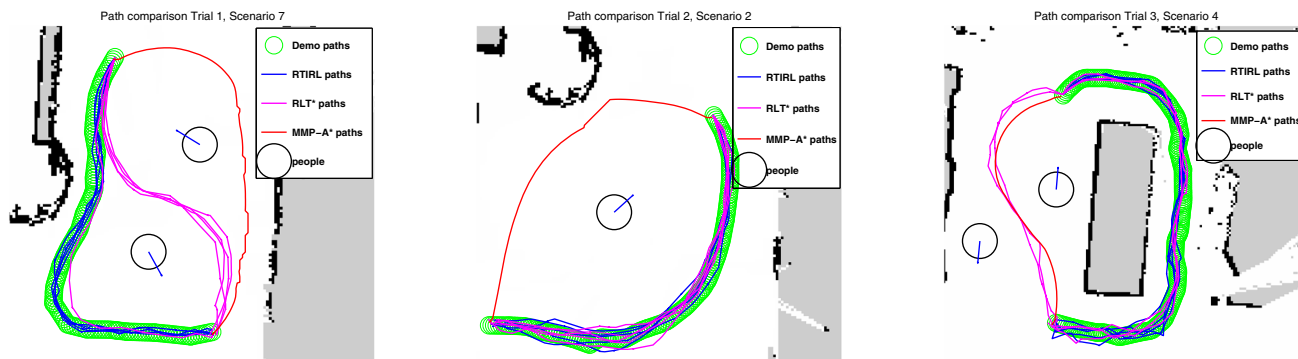 Path comparison Trial 1, Scenario 7
Demo paths
RTIRL paths
RLT* paths
MMP-A* paths
people
Path comparison Trial 2, Scenario 2
Demo paths
RTIRL paths
RLT* paths
MMP-A* paths
people
Path comparison Trial 3, Scenario 4
Demo paths
RTIRL paths
RLT* paths
MMP-A* paths
people